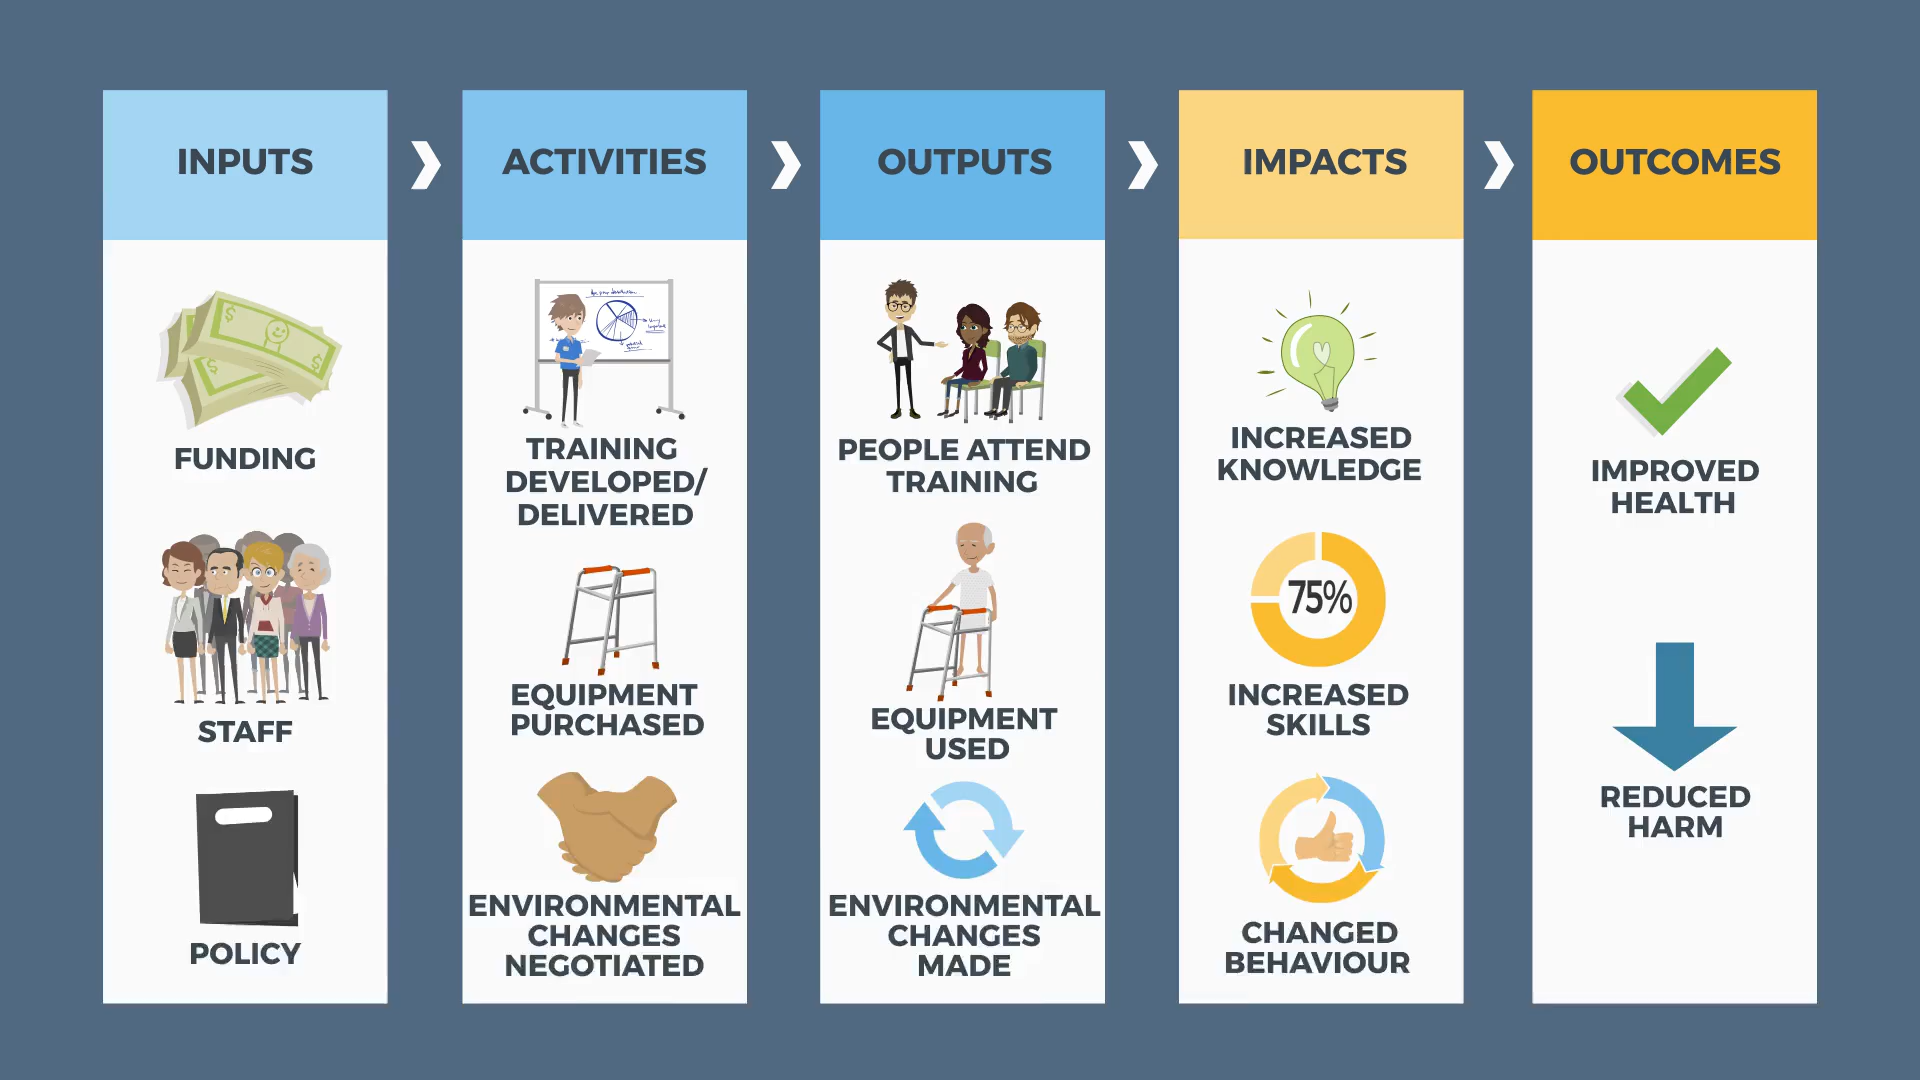 INPUTS
ACTIVITIES
OUTPUTS
IMPACTS
OUTCOMES
FUNDING
STAFF
POLICY
TRAINING
DEVELOPED/
DELIVERED
EQUIPMENT
PURCHASED
ENVIRONMENTAL
CHANGES
NEGOTIATED
PEOPLE ATTEND
TRAINING
EQUIPMENT
USED
ENVIRONMENTAL
CHANGES
MADE
INCREASED
KNOWLEDGE
75%
INCREASED
SKILLS
CHANGED
BEHAVIOUR
IMPROVED
HEALTH
REDUCED
HARM